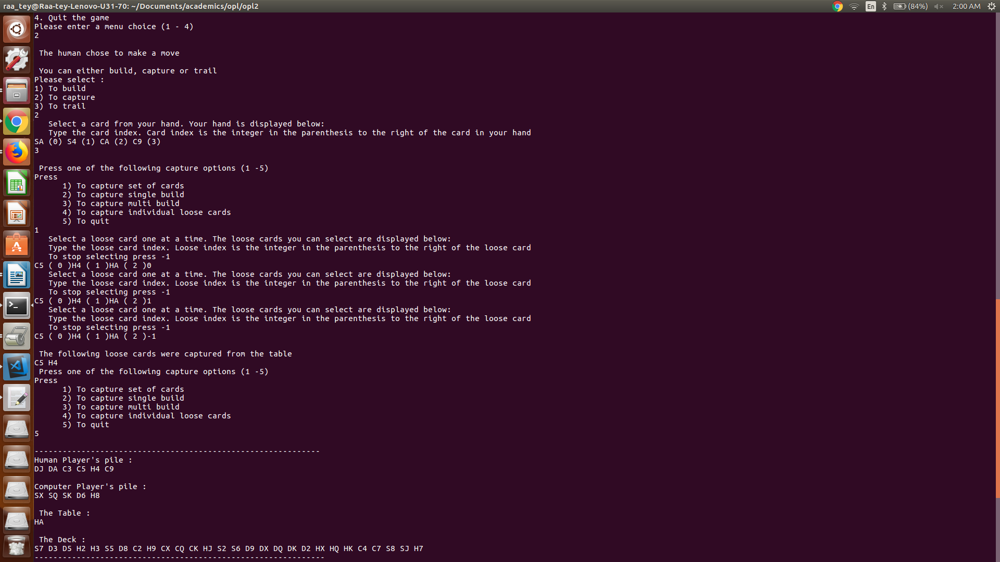 raa_tey@Raa-tey-Lenovo-U31-70: ~/Documents/academics/opl/opl2
En (84%) 2:00 AM
4. Quit the game
Please enter a menu choice (1 - 4)
2
The human chose to make a move
You can either build, capture or trail
Please select :
1) To build
2) To capture
3) To trail
2
Select a card from your hand. Your hand is displayed below:
Type the card index. Card index is the integer in the parenthesis to the right of the card in your hand
SA (0) S4 (1) CA (2) C9 (3)
3
Press one of the following capture options (1 -5)
Press
1) To capture set of cards
2) To capture single build
3) To capture multi build
4) To capture individual loose cards
5) To quit
1
Select a loose card one at a time. The loose cards you can select are displayed below:
Type the loose card index. Loose index is the integer in the parenthesis to the right of the loose card
To stop selecting press -1
C5 ( 0 )H4 ( 1 )HA ( 2 )0
Select a loose card one at a time. The loose cards you can select are displayed below:
Type the loose card index. Loose index is the integer in the parenthesis to the right of the loose card
To stop selecting press -1
C5 ( 0 )H4 ( 1 )HA ( 2 )1
Select a loose card one at a time. The loose cards you can select are displayed below:
Type the loose card index. Loose index is the integer in the parenthesis to the right of the loose card
To stop selecting press -1
C5 ( 0 )H4 ( 1 )HA ( 2 )-1
The following loose cards were captured from the table
C5 H4
Press one of the following capture options (1 -5)
Press
1) To capture set of cards
2) To capture single build
3) To capture multi build
4) To capture individual loose cards
5) To quit
5
-------------------------------------------------------------
Human Player's pile :
DJ DA C3 C5 H4 C9
Computer Player's pile :
SX SQ SK D6 H8
The Table :
HA
The Deck :
S7 D3 D5 H2 H3 S5 D8 C2 H9 CX CQ CK HJ S2 S6 D9 DX DQ DK D2 HX HQ HK C4 C7 S8 SJ H7
--------------------------------------------------------------